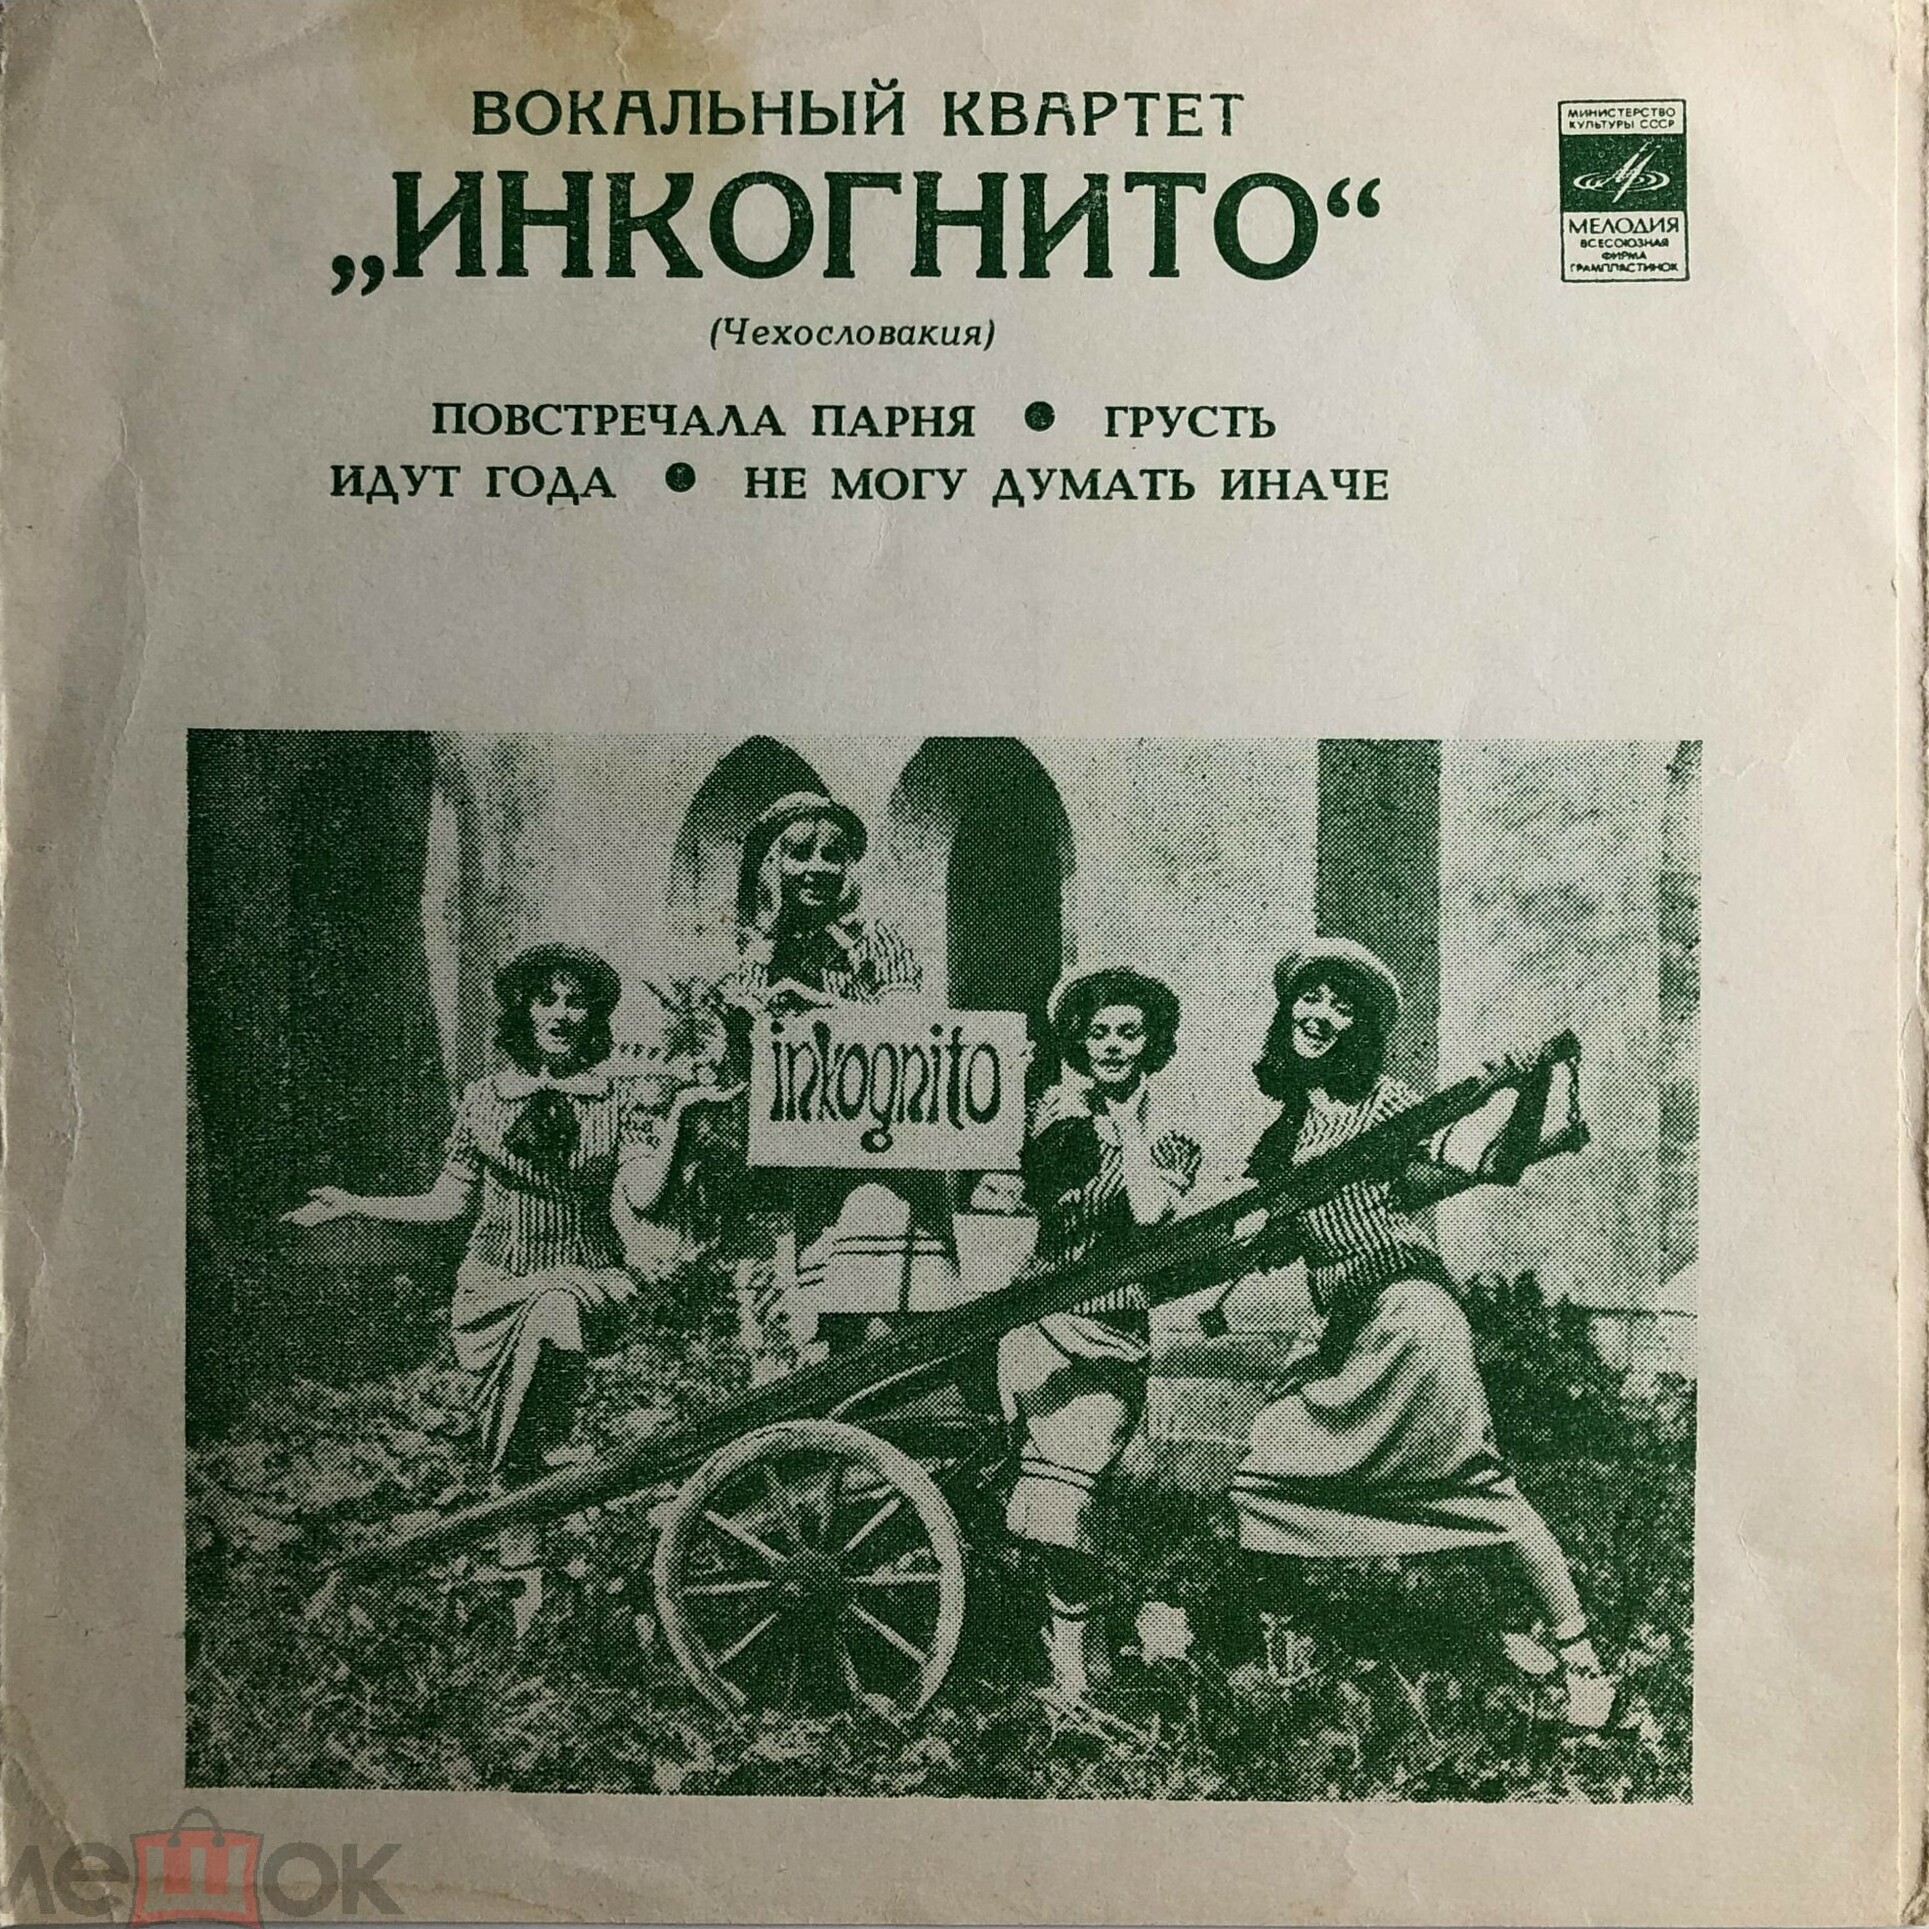 ВОКАЛЬНЫЙ КВАРТЕТ
„ИНКОГНИТО“
(Чехословакия)
ПОВСТРЕЧАЛА ПАРНЯ ● ГРУСТЬ
ИДУТ ГОДА ● НЕ МОГУ ДУМАТЬ ИНАЧЕ
МИНИСТЕРСТВО
КУЛЬТУРЫ СССР
МЕЛОДИЯ
ВСЕСОЮЗНАЯ
ФИРМА
ГРАМПЛАСТИНОК
inkognito
мешок